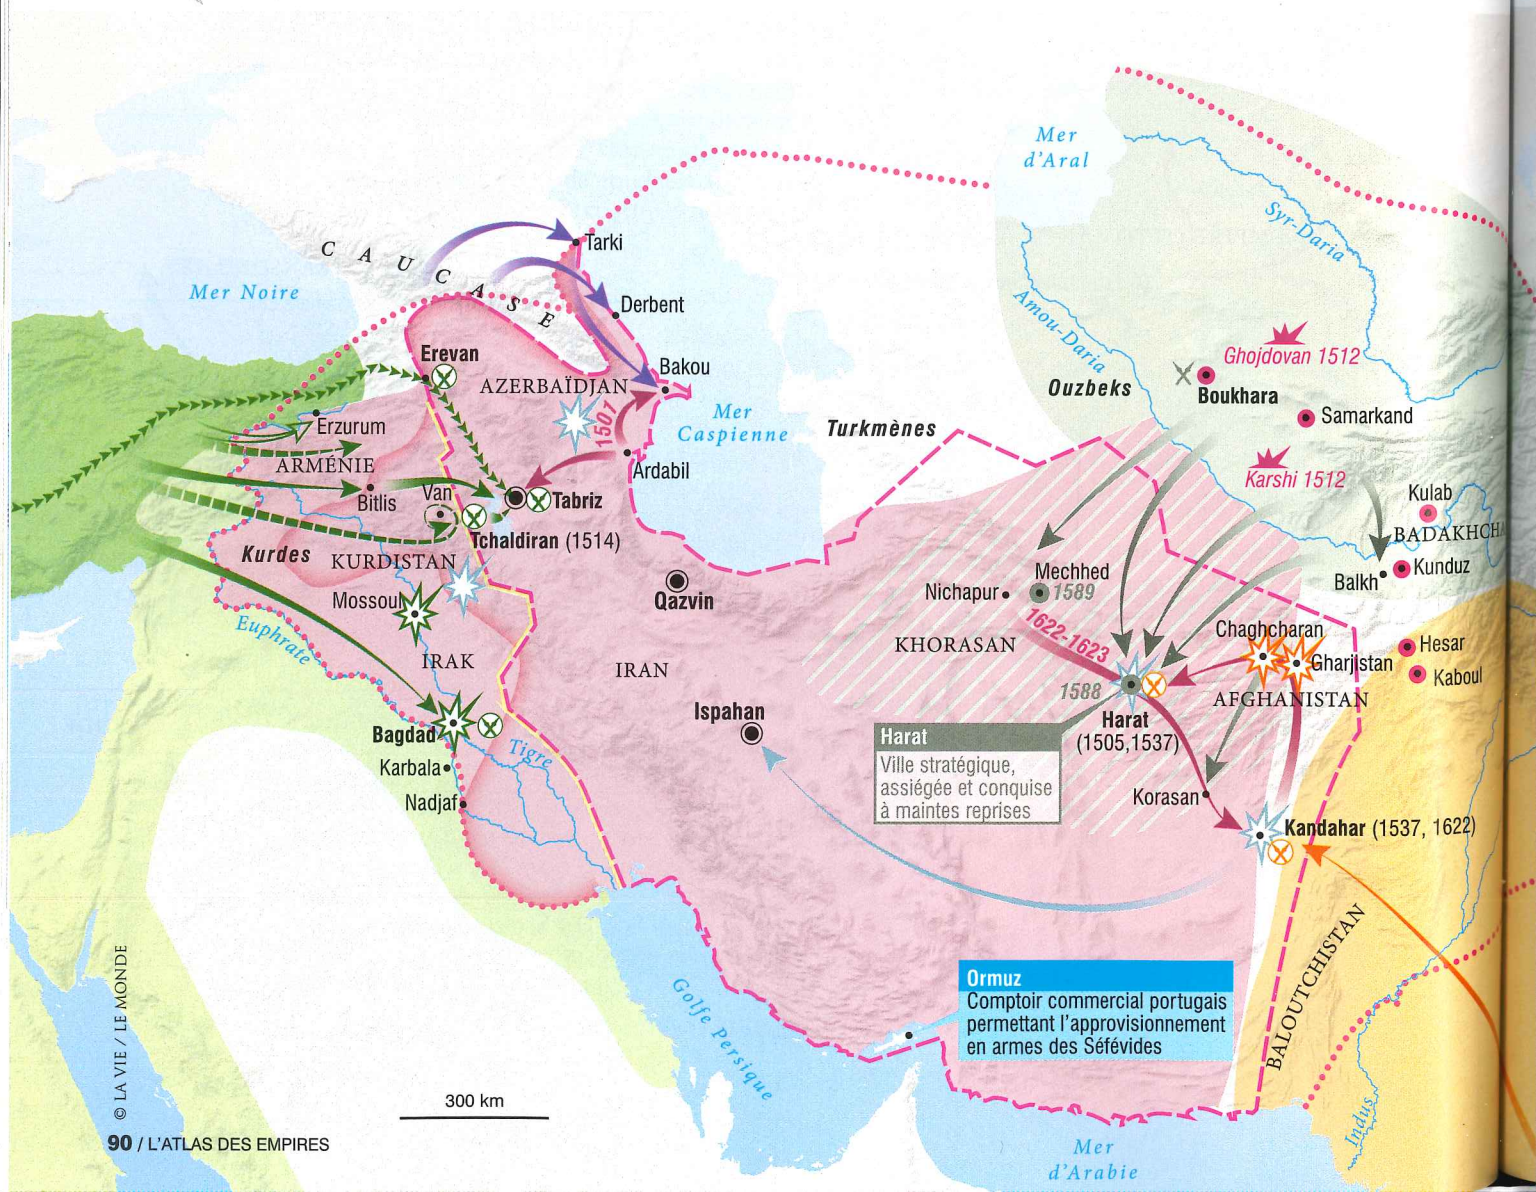 Mer
d'Aral
Syr-Daria
CAUCASE
Tarki
Mer Noire
Derbent
Amou-Daria
Ghojdovan 1512
Erevan
Bakou
AZERBAÏDJAN
Ouzbeks
Boukhara
1501
Mer
Caspienne
Turkmènes
Samarkand
Erzurum
ARMÉNIE
Ardabil
Karshi 1512
Bitlis
Van
Tabriz
Kulab
Tchaldiran (1514)
BADAKHCHA
Kurdes
KURDISTAN
Mechhed
1589
Nichapur
Balkh
Kunduz
Qazvin
Mossoul
Euphrate
1622-1623
KHORASAN
Chaghcharan
Hesar
IRAK
IRAN
Gharjistan
Kaboul
1588
AFGHANISTAN
Ispahan
Harat
(1505,1537)
Bagdad
Tigre
Harat
Ville stratégique,
assiégée et conquise
à maintes reprises
Karbala
Nadjaf
Korasan
Kandahar (1537, 1622)
BALOUTCHISTAN
Golfe Persique
Ormuz
Comptoir commercial portugais
permettant l'approvisionnement
en armes des Séfévides
Indus
300 km
Mer
d'Arabie
© LA VIE / LE MONDE
90 / L'ATLAS DES EMPIRES